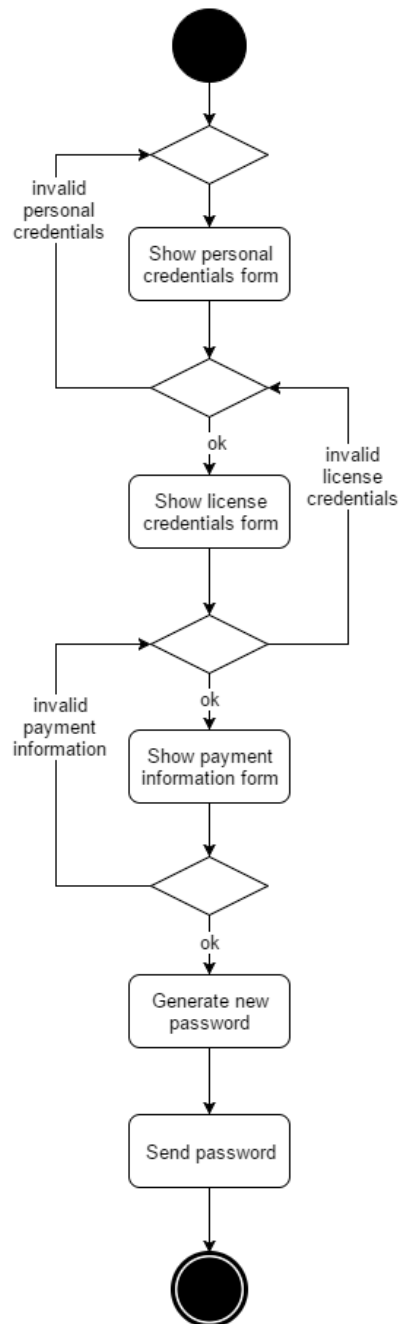 invalid
personal
credentials
Show personal
credentials form
ok
invalid
license
credentials
Show license
credentials form
invalid
payment
information
ok
Show payment
information form
ok
Generate new
password
Send password